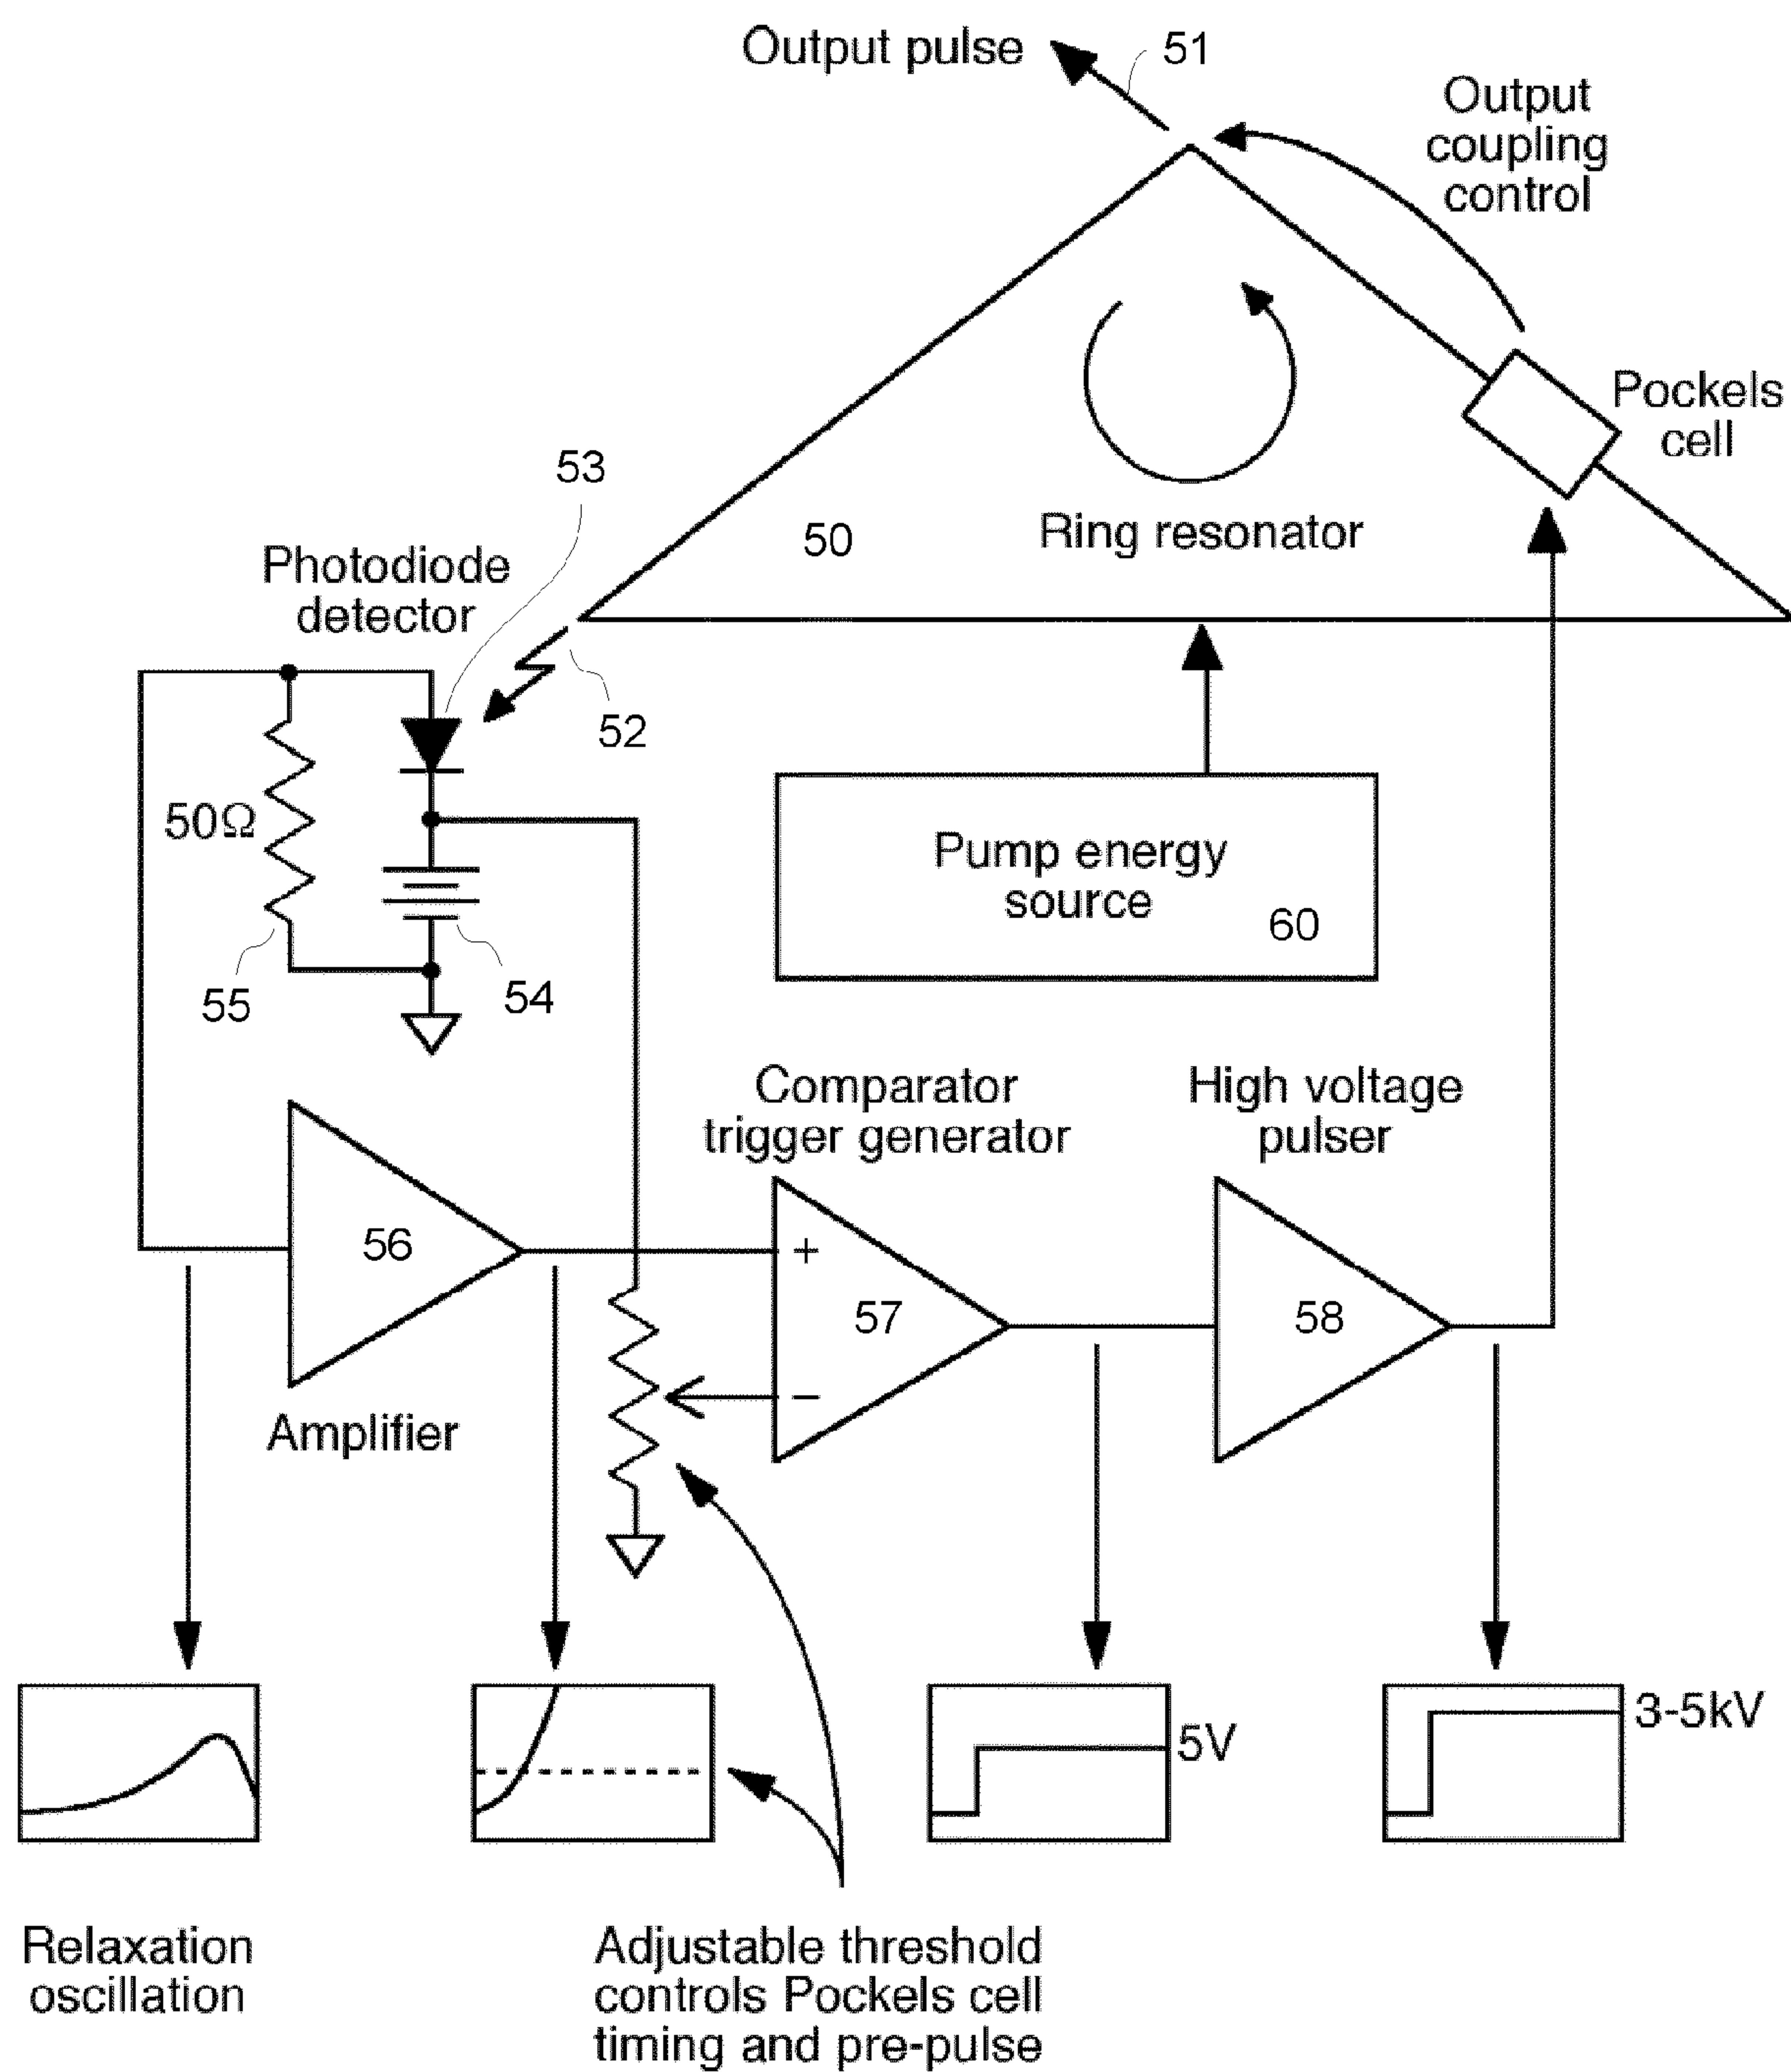 Output pulse
51
Output
coupling
control
Pockels
cell
53
50
Ring resonator
Photodiode
detector
52
50Ω
Pump energy
source
60
55
54
Comparator
trigger generator
High voltage
pulser
56
+
57
−
58
Amplifier
5V
3-5kV
Relaxation
oscillation
Adjustable threshold
controls Pockels cell
timing and pre-pulse